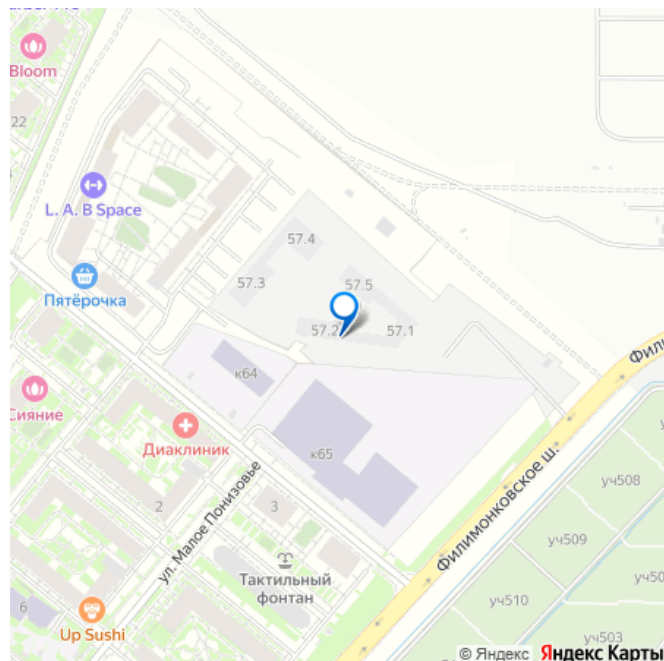 Bloom
22
L. A. B Space
Пятёрочка
57.4
57.3
57.5
57.2
57.1
к64
Сияние
Диаклиник
к65
2
3
ул. Малое Понизовье
Тактильный
фонтан
6
Up Sushi
Филимонковское ш.
уч508
уч509
уч510
уч503
© Яндекс Яндекс Карты